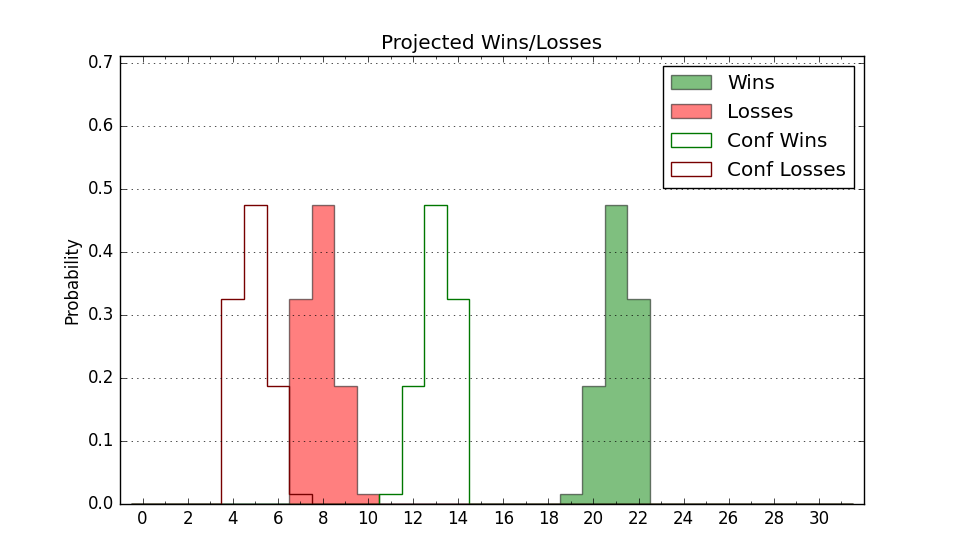 Projected Wins/Losses
0.7
0.6
0.5
0.4
0.3
0.2
0.1
0.0
Probability
Wins
Losses
Conf Wins
Conf Losses
0 2 4 6 8 10 12 14 16 18 20 22 24 26 28 30